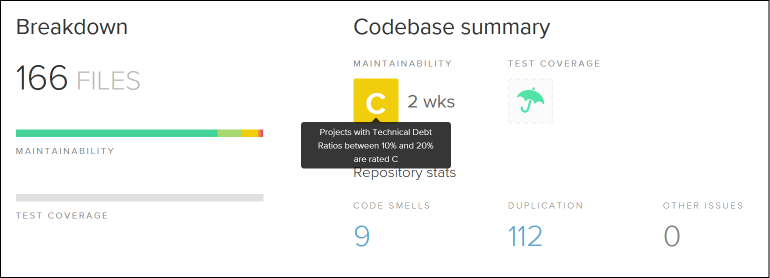 Breakdown
166 FILES
MAINTAINABILITY
TEST COVERAGE
Codebase summary
MAINTAINABILITY
TEST COVERAGE
C
2 wks
Projects with Technical Debt
Ratios between 10% and 20%
are rated C
Repository stats
CODE SMELLS
DUPLICATION
OTHER ISSUES
9
112
0